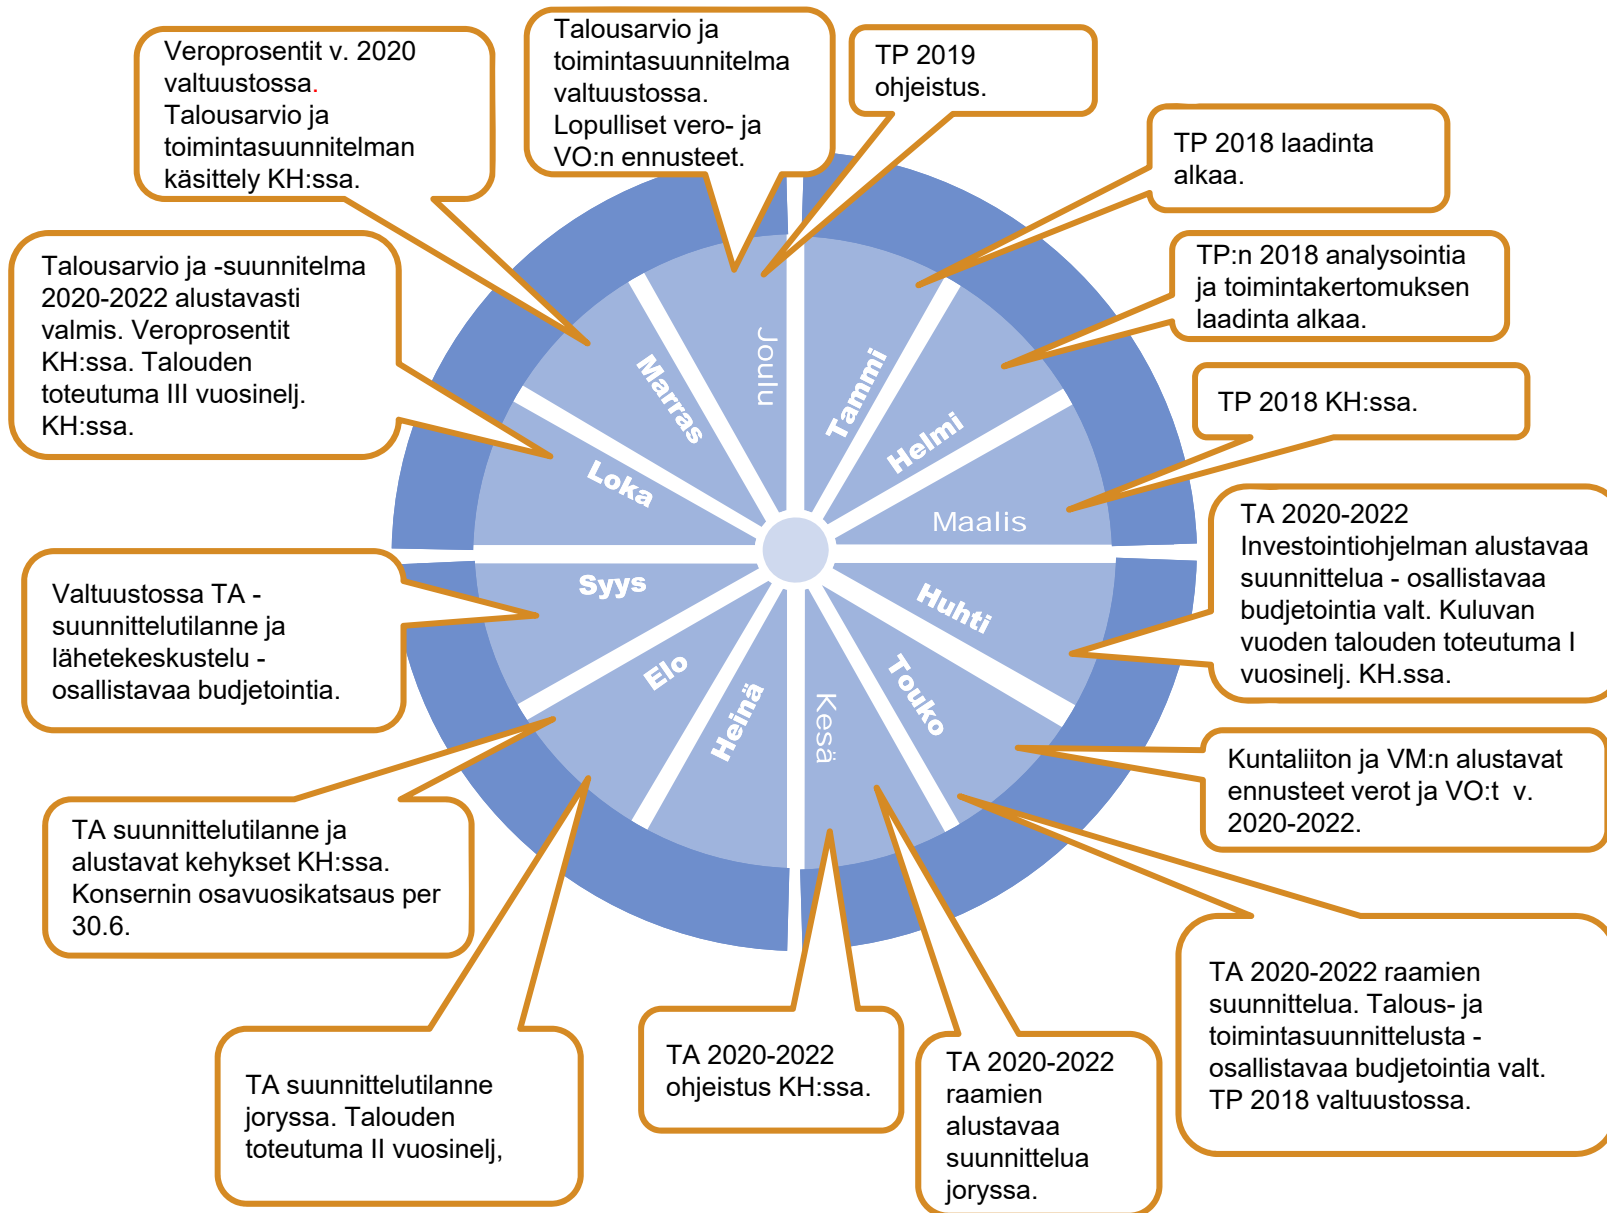 Veroprosentit v. 2020
valtuustossa.
Talousarvio ja
toimintasuunnitelman
käsittely KH:ssa.
Talousarvio ja
toimintasuunnitelma
valtuustossa.
Lopulliset vero- ja
VO:n ennusteet.
TP 2019
ohjeistus.
TP 2018 laadinta
alkaa.
TP:n 2018 analysointia
ja toimintakertomuksen
laadinta alkaa.
TP 2018 KH:ssa.
TA 2020-2022
Investointiohjelman alustavaa
suunnittelua - osallistavaa
budjetointia valt. Kuluvan
vuoden talouden toteutuma I
vuosinelj. KH.ssa.
Kuntaliiton ja VM:n alustavat
ennusteet verot ja VO:t v.
2020-2022.
TA 2020-2022 raamien
suunnittelua. Talous- ja
toimintasuunnittelusta -
osallistavaa budjetointia valt.
TP 2018 valtuustossa.
TA 2020-2022
raamien
alustavaa
suunnittelua
joryssa.
TA 2020-2022
ohjeistus KH:ssa.
TA suunnittelutilanne
joryssa. Talouden
toteutuma II vuosinelj,
TA suunnittelutilanne ja
alustavat kehykset KH:ssa.
Konsernin osavuosikatsaus per
30.6.
Valtuustossa TA -
suunnittelutilanne ja
lähetekeskustelu -
osallistavaa budjetointia.
Talousarvio ja -suunnitelma
2020-2022 alustavasti
valmis. Veroprosentit
KH:ssa. Talouden
toteutuma III vuosinelj.
KH:ssa.
Tammi
Helmi
Maalis
Huhti
Touko
Kesä
Heinä
Elo
Syys
Loka
Marras
Joulu